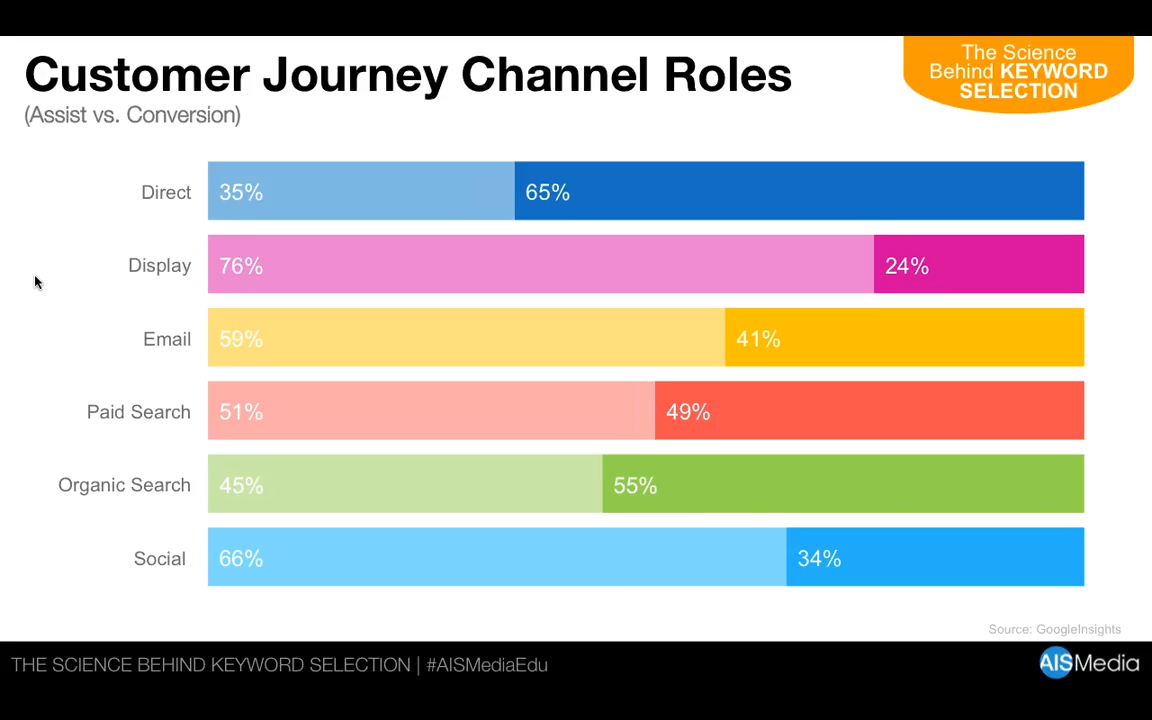 Customer Journey Channel Roles
(Assist vs. Conversion)
The Science
Behind KEYWORD
SELECTION
Direct 35% 65%
Display 76% 24%
Email 59% 41%
Paid Search 51% 49%
Organic Search 45% 55%
Social 66% 34%
Source: GoogleInsights
THE SCIENCE BEHIND KEYWORD SELECTION | #AISMediaEdu
AISMedia